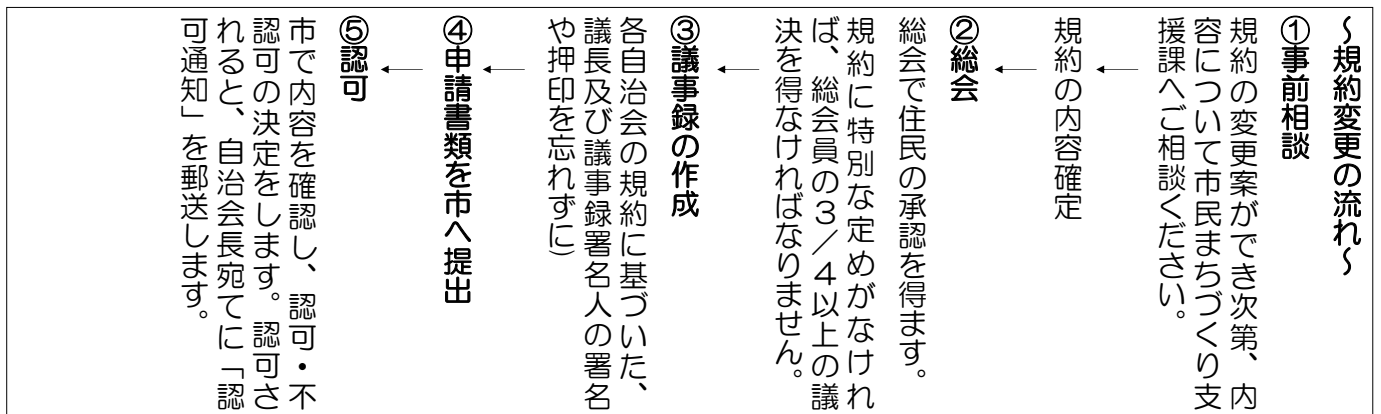 ～規約変更の流れ～
①事前相談
規約の変更案ができ次第、内
容について市民まちづくり支
援課へご相談ください。
↓
規約の内容確定
↓
②総会
総会で住民の承認を得ます。
規約に特別な定めがなけれ
ば、総会員の３／４以上の議
決を得なければなりません。
↓
③議事録の作成
各自治会の規約に基づいた、
議長及び議事録署名人の署名
や押印を忘れずに）
↓
④申請書類を市へ提出
↓
⑤認可
市で内容を確認し、認可・不
認可の決定をします。認可さ
れると、自治会長宛てに「認
可通知」を郵送します。